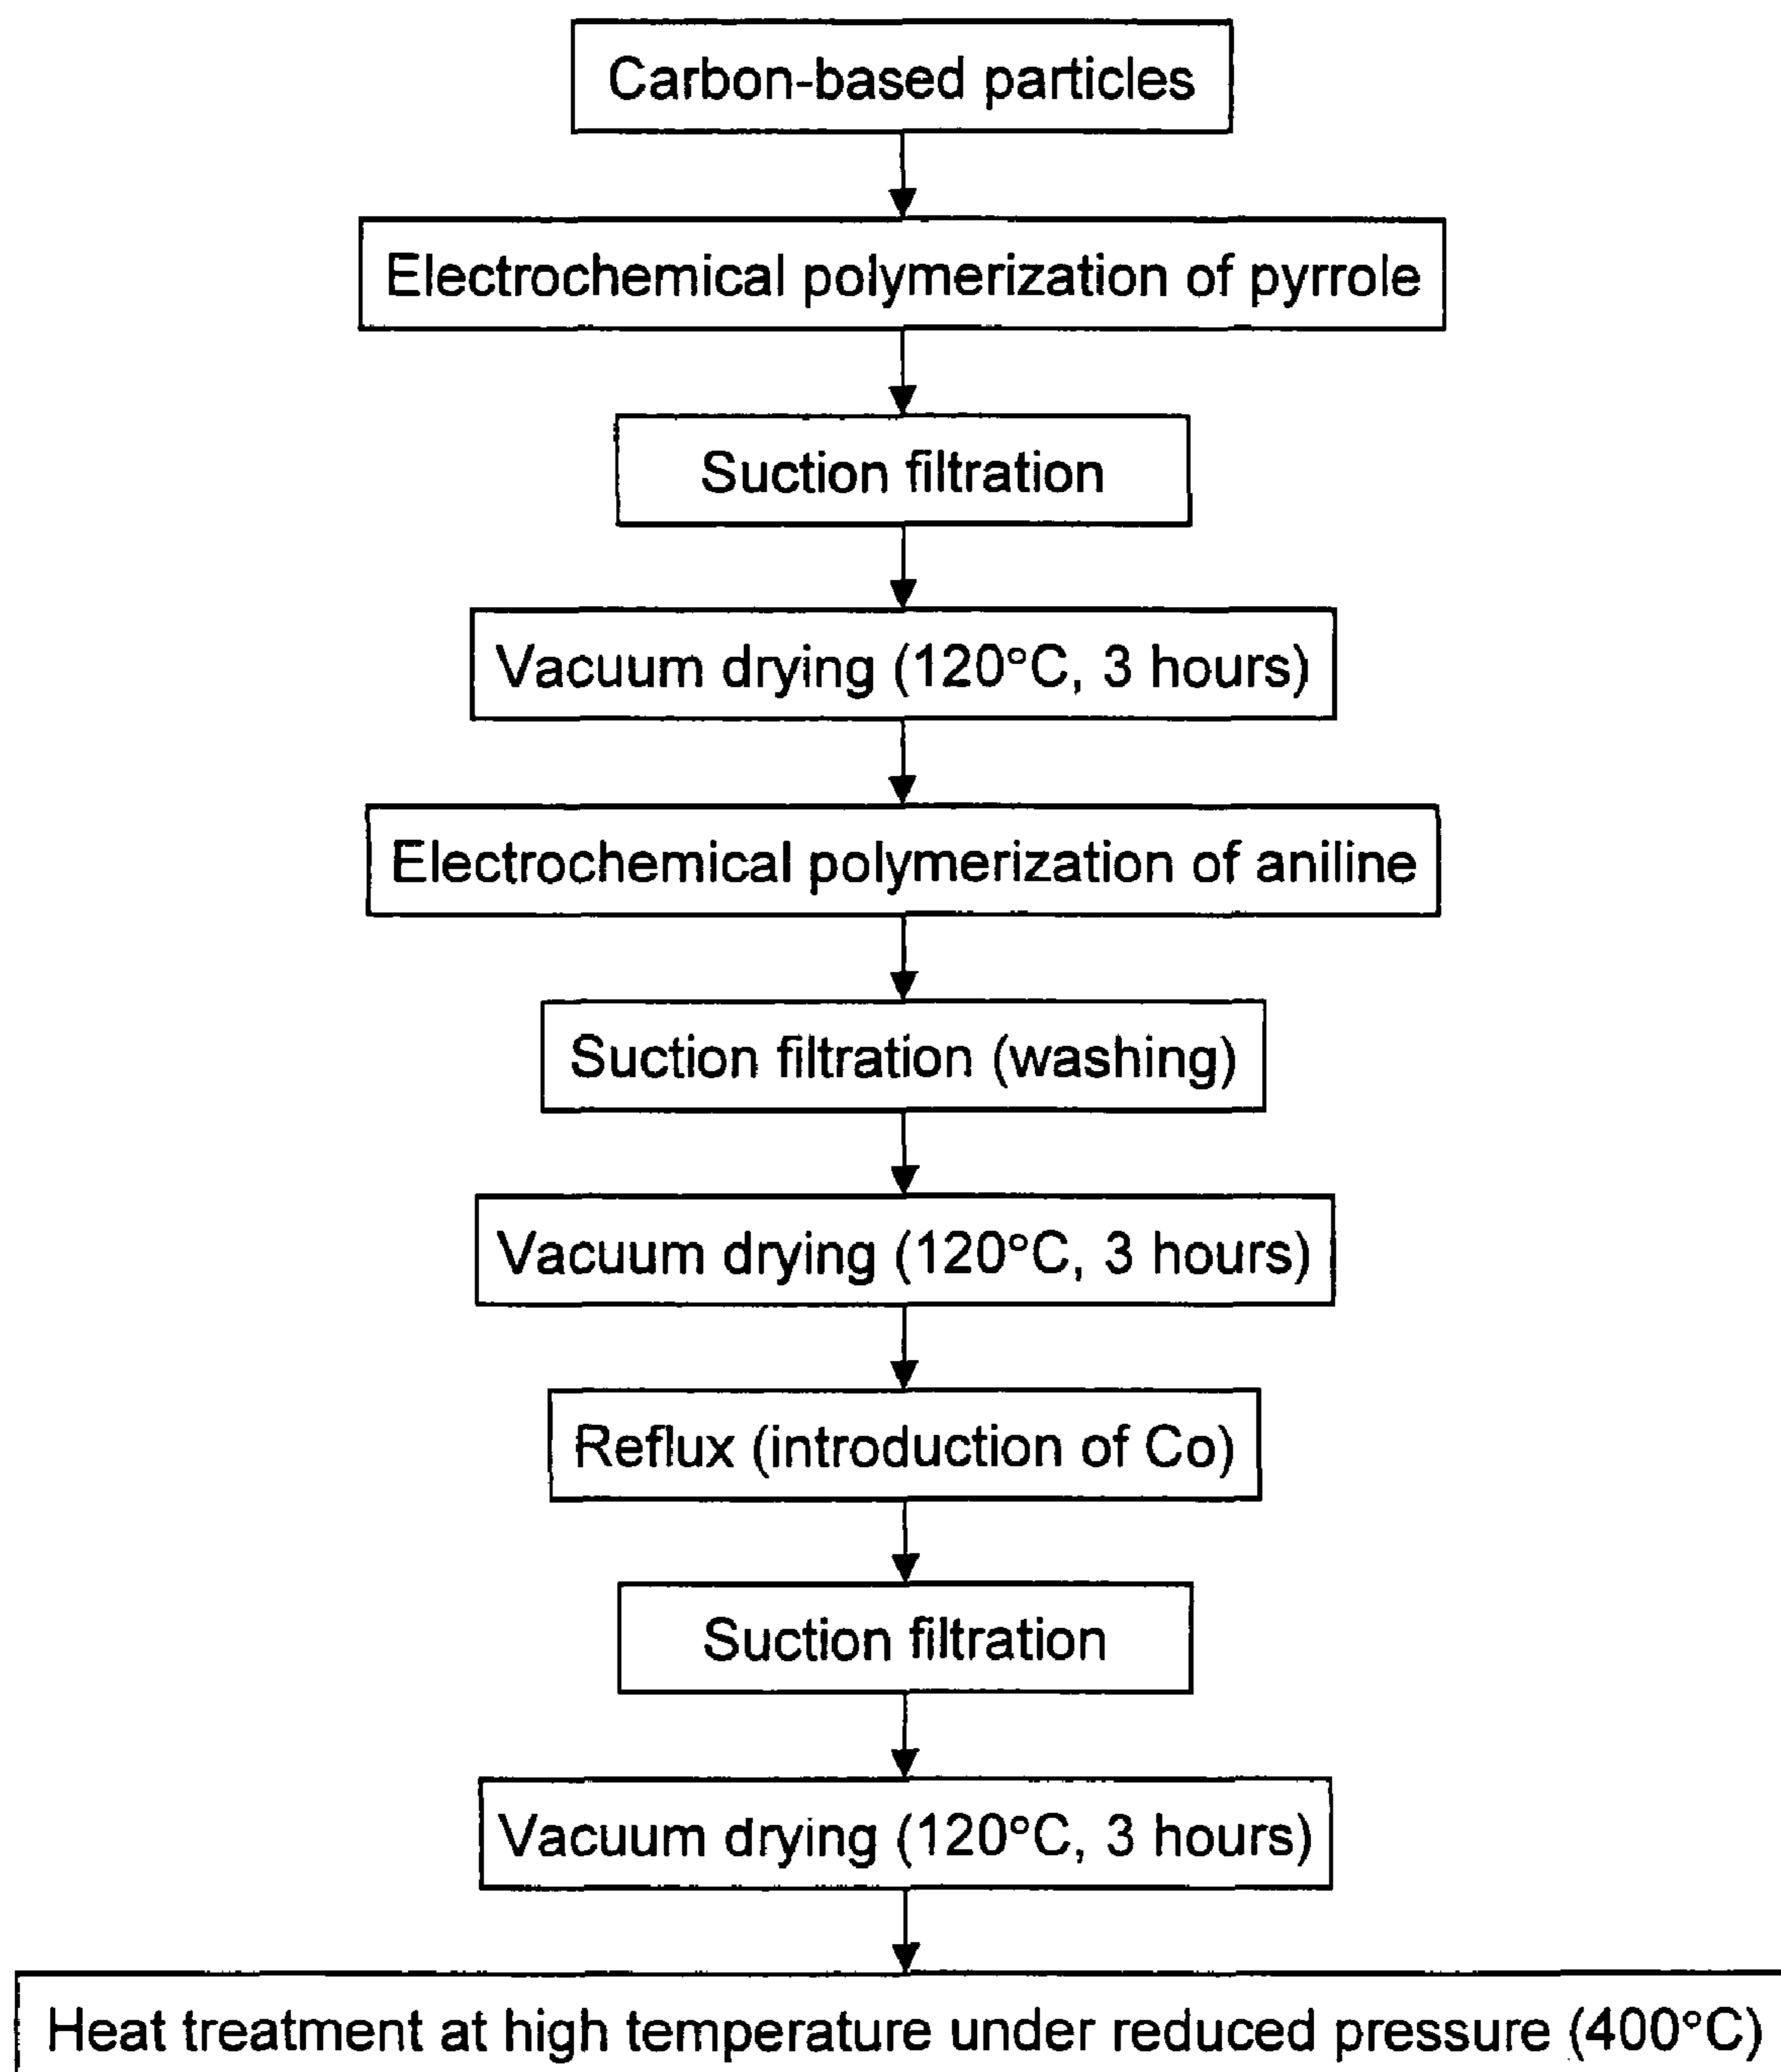 Carbon-based particles
Electrochemical polymerization of pyrrole
Suction filtration
Vacuum drying (120°C, 3 hours)
Electrochemical polymerization of aniline
Suction filtration (washing)
Vacuum drying (120°C, 3 hours)
Reflux (introduction of Co)
Suction filtration
Vacuum drying (120°C, 3 hours)
Heat treatment at high temperature under reduced pressure (400°C)